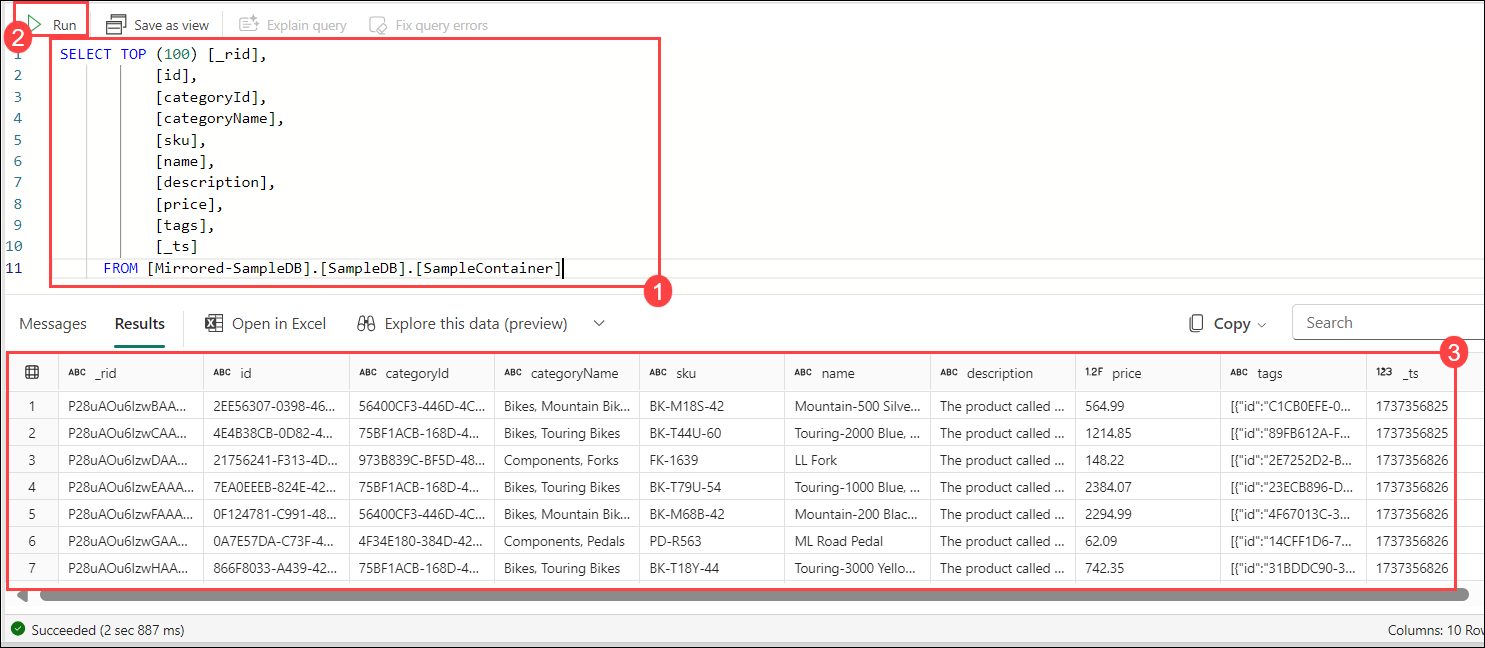 Run Save as view Explain query Fix query errors
2
1 SELECT TOP (100) [_rid],
2 [id],
3 [categoryId],
4 [categoryName],
5 [sku],
6 [name],
7 [description],
8 [price],
9 [tags],
10 [_ts]
11 FROM [Mirrored-SampleDB].[SampleDB].[SampleContainer]
1
Messages Results Open in Excel Explore this data (preview) Copy Search
3
ABC _rid ABC id ABC categoryId ABC categoryName ABC sku ABC name ABC description 1.2F price ABC tags 123 _ts
1 P28uAOu6IzwBAA... 2EE56307-0398-46... 56400CF3-446D-4C... Bikes, Mountain Bik... BK-M18S-42 Mountain-500 Silve... The product called ... 564.99 [{"id":"C1CB0EFE-0... 1737356825
2 P28uAOu6IzwCAA... 4E4B38CB-0D82-4... 75BF1ACB-168D-4... Bikes, Touring Bikes BK-T44U-60 Touring-2000 Blue, ... The product called ... 1214.85 [{"id":"89FB612A-F... 1737356825
3 P28uAOu6IzwDAA... 21756241-F313-4D... 973B839C-BF5D-48... Components, Forks FK-1639 LL Fork The product called ... 148.22 [{"id":"2E7252D2-B... 1737356826
4 P28uAOu6IzwEAAA... 7EA0EEEB-824E-42... 75BF1ACB-168D-4... Bikes, Touring Bikes BK-T79U-54 Touring-1000 Blue, ... The product called ... 2384.07 [{"id":"23ECB896-D... 1737356826
5 P28uAOu6IzwFAAA... 0F124781-C991-48... 56400CF3-446D-4C... Bikes, Mountain Bik... BK-M68B-42 Mountain-200 Blac... The product called ... 2294.99 [{"id":"4F67013C-3... 1737356826
6 P28uAOu6IzwGAA... 0A7E57DA-C73F-4... 4F34E180-384D-42... Components, Pedals PD-R563 ML Road Pedal The product called ... 62.09 [{"id":"14CFF1D6-7... 1737356826
7 P28uAOu6IzwHAA... 866F8033-A439-42... 75BF1ACB-168D-4... Bikes, Touring Bikes BK-T18Y-44 Touring-3000 Yello... The product called ... 742.35 [{"id":"31BDDC90-3... 1737356826
Succeeded (2 sec 887 ms) Columns: 10 Ro